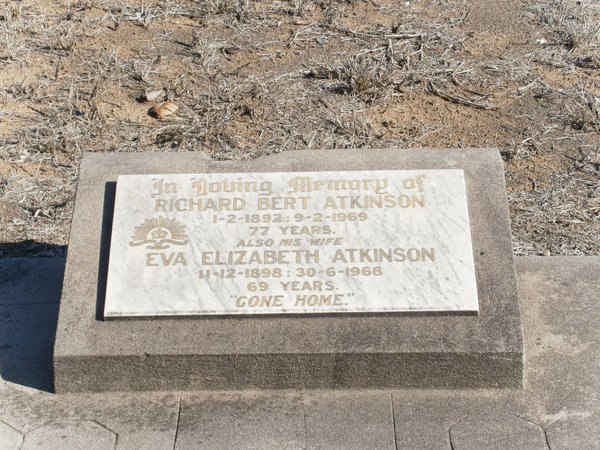 In Loving Memory of
RICHARD BERT ATKINSON
1-2-1892: 9-2-1969
77 YEARS.
ALSO HIS WIFE
EVA ELIZABETH ATKINSON
11-12-1898: 30-6-1968
69 YEARS.
"GONE HOME."